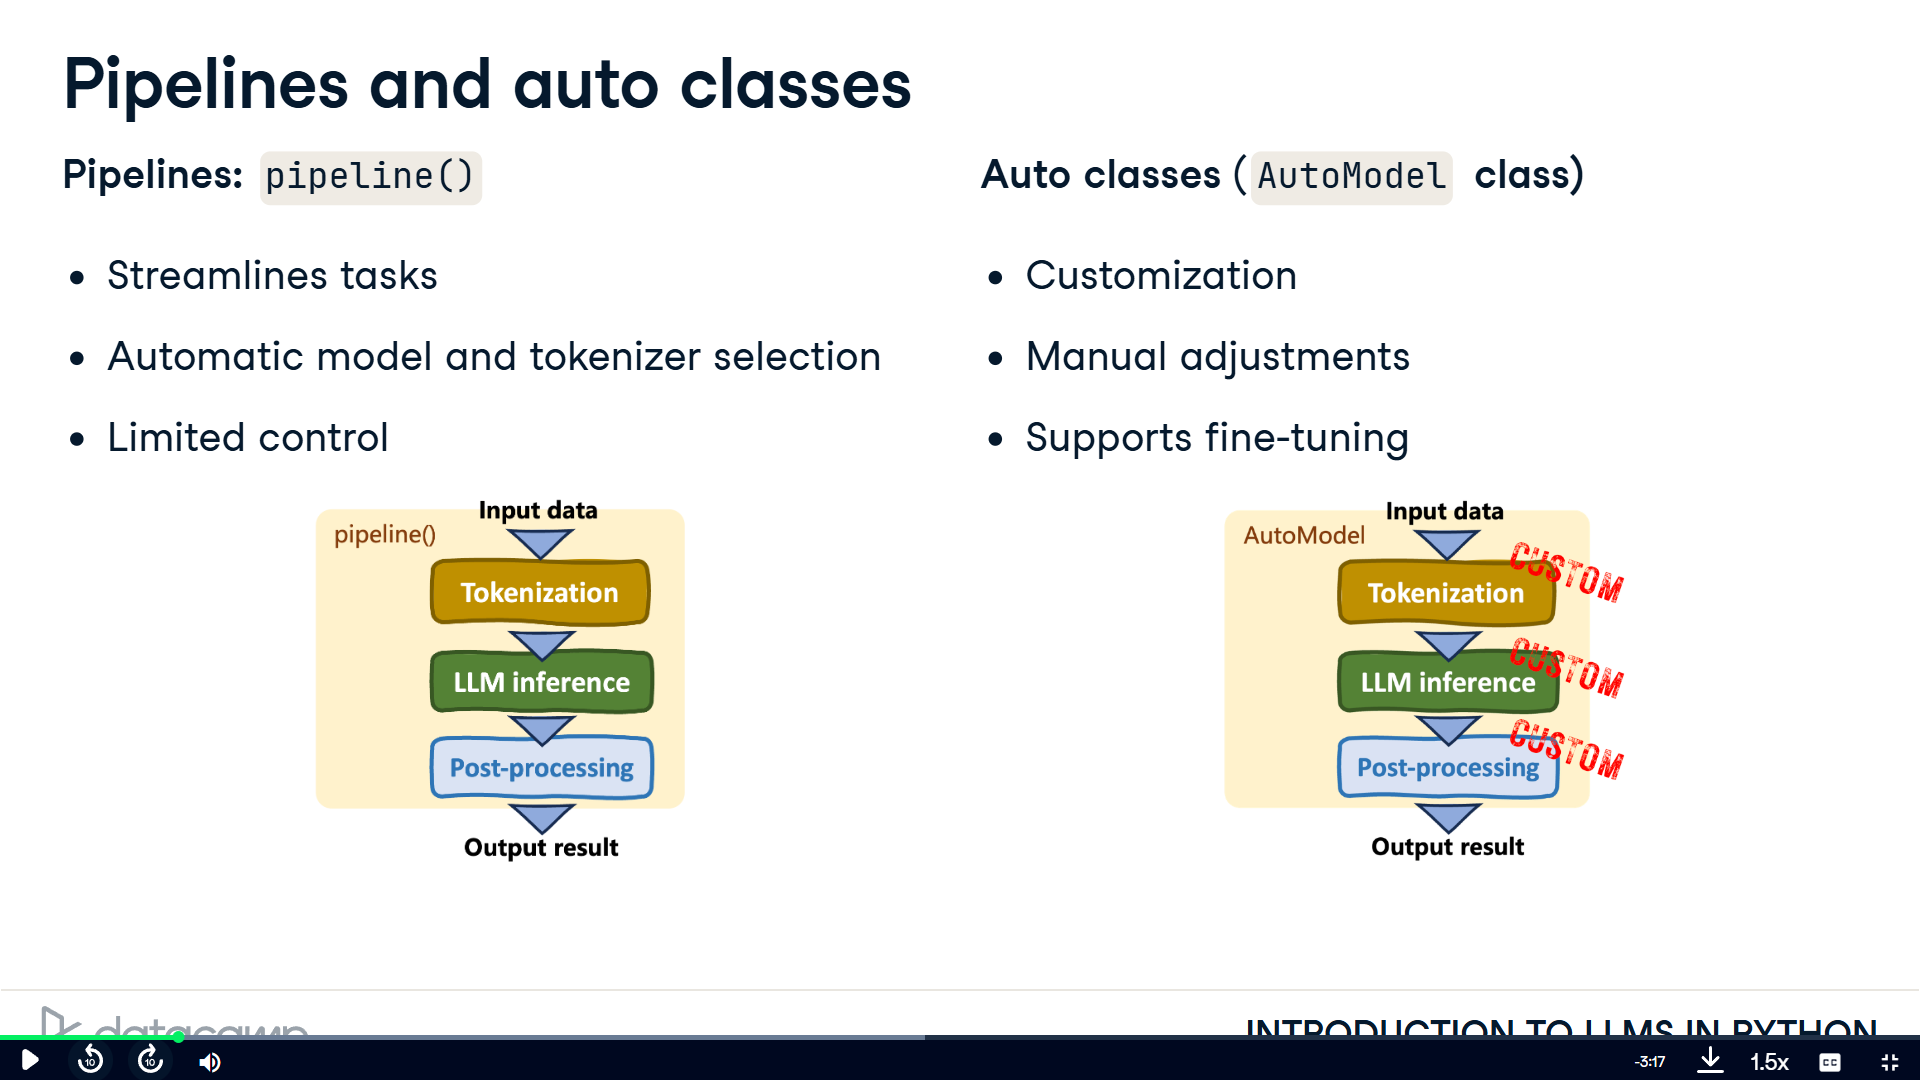 Pipelines and auto classes
Pipelines: pipeline()
Streamlines tasks
Automatic model and tokenizer selection
Limited control
Input data
pipeline()
Tokenization
LLM inference
Post-processing
Output result
Auto classes (AutoModel class)
Customization
Manual adjustments
Supports fine-tuning
Input data
AutoModel
CUSTOM
Tokenization
CUSTOM
LLM inference
CUSTOM
Post-processing
Output result
datacamp
INTRODUCTION TO LLMS IN PYTHON
10
10
-3:17
1.5x
CC